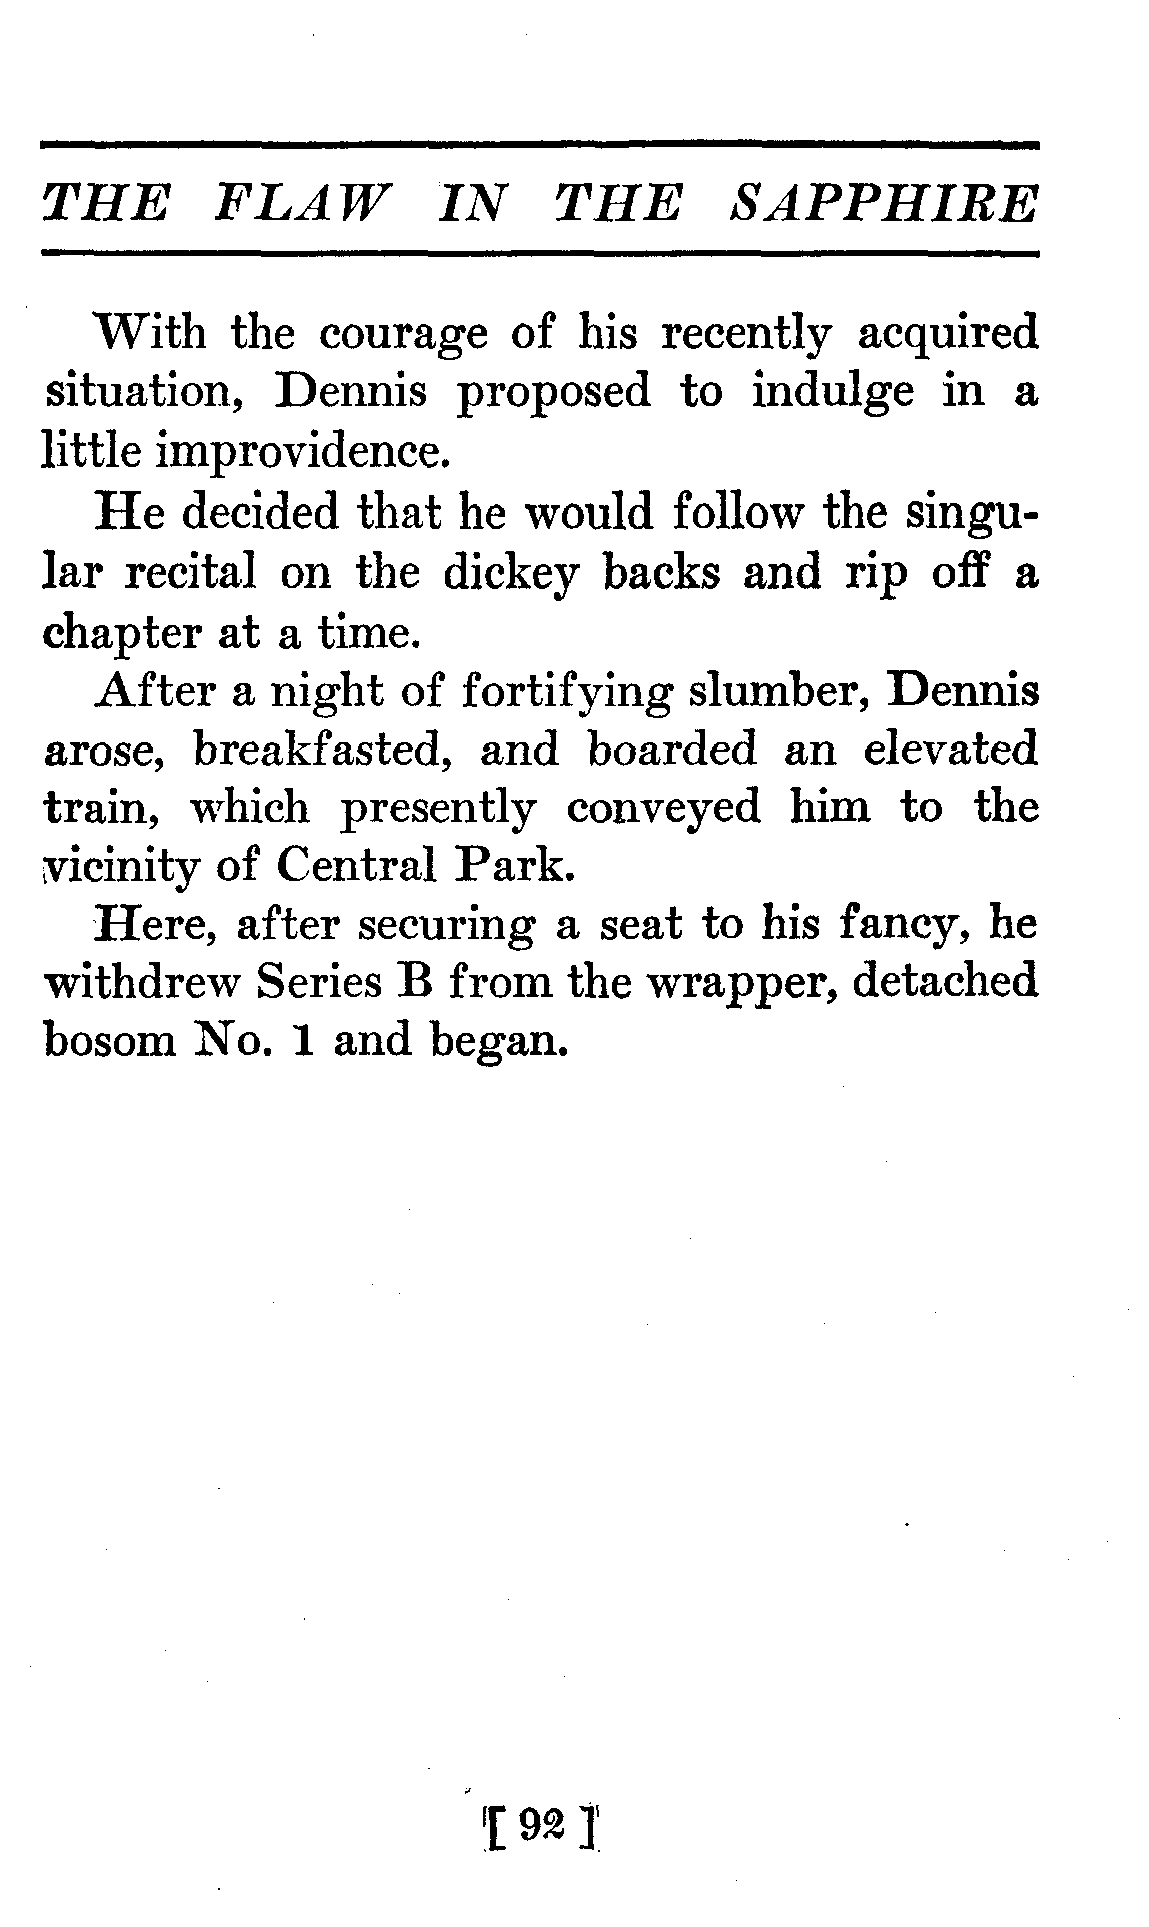 THE FLAW IN THE SAPPHIRE
With the courage of his recently acquired
situation, Dennis proposed to indulge in a
little improvidence.
He decided that he would follow the singu-
lar recital on the dickey backs and rip off a
chapter at a time.
After a night of fortifying slumber, Dennis
arose, breakfasted, and boarded an elevated
train, which presently conveyed him to the
vicinity of Central Park.
Here, after securing a seat to his fancy, he
withdrew Series B from the wrapper, detached
bosom No. 1 and began.
[ 92 ]